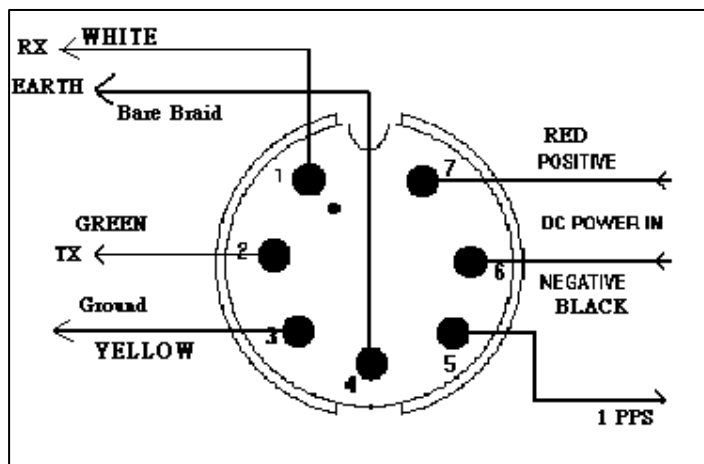 RX WHITE
EARTH
Bare Braid
RED
POSITIVE
1
7
GREEN
DC POWER IN
TX
2
6
NEGATIVE
BLACK
Ground
3
YELLOW
5
4
1 PPS